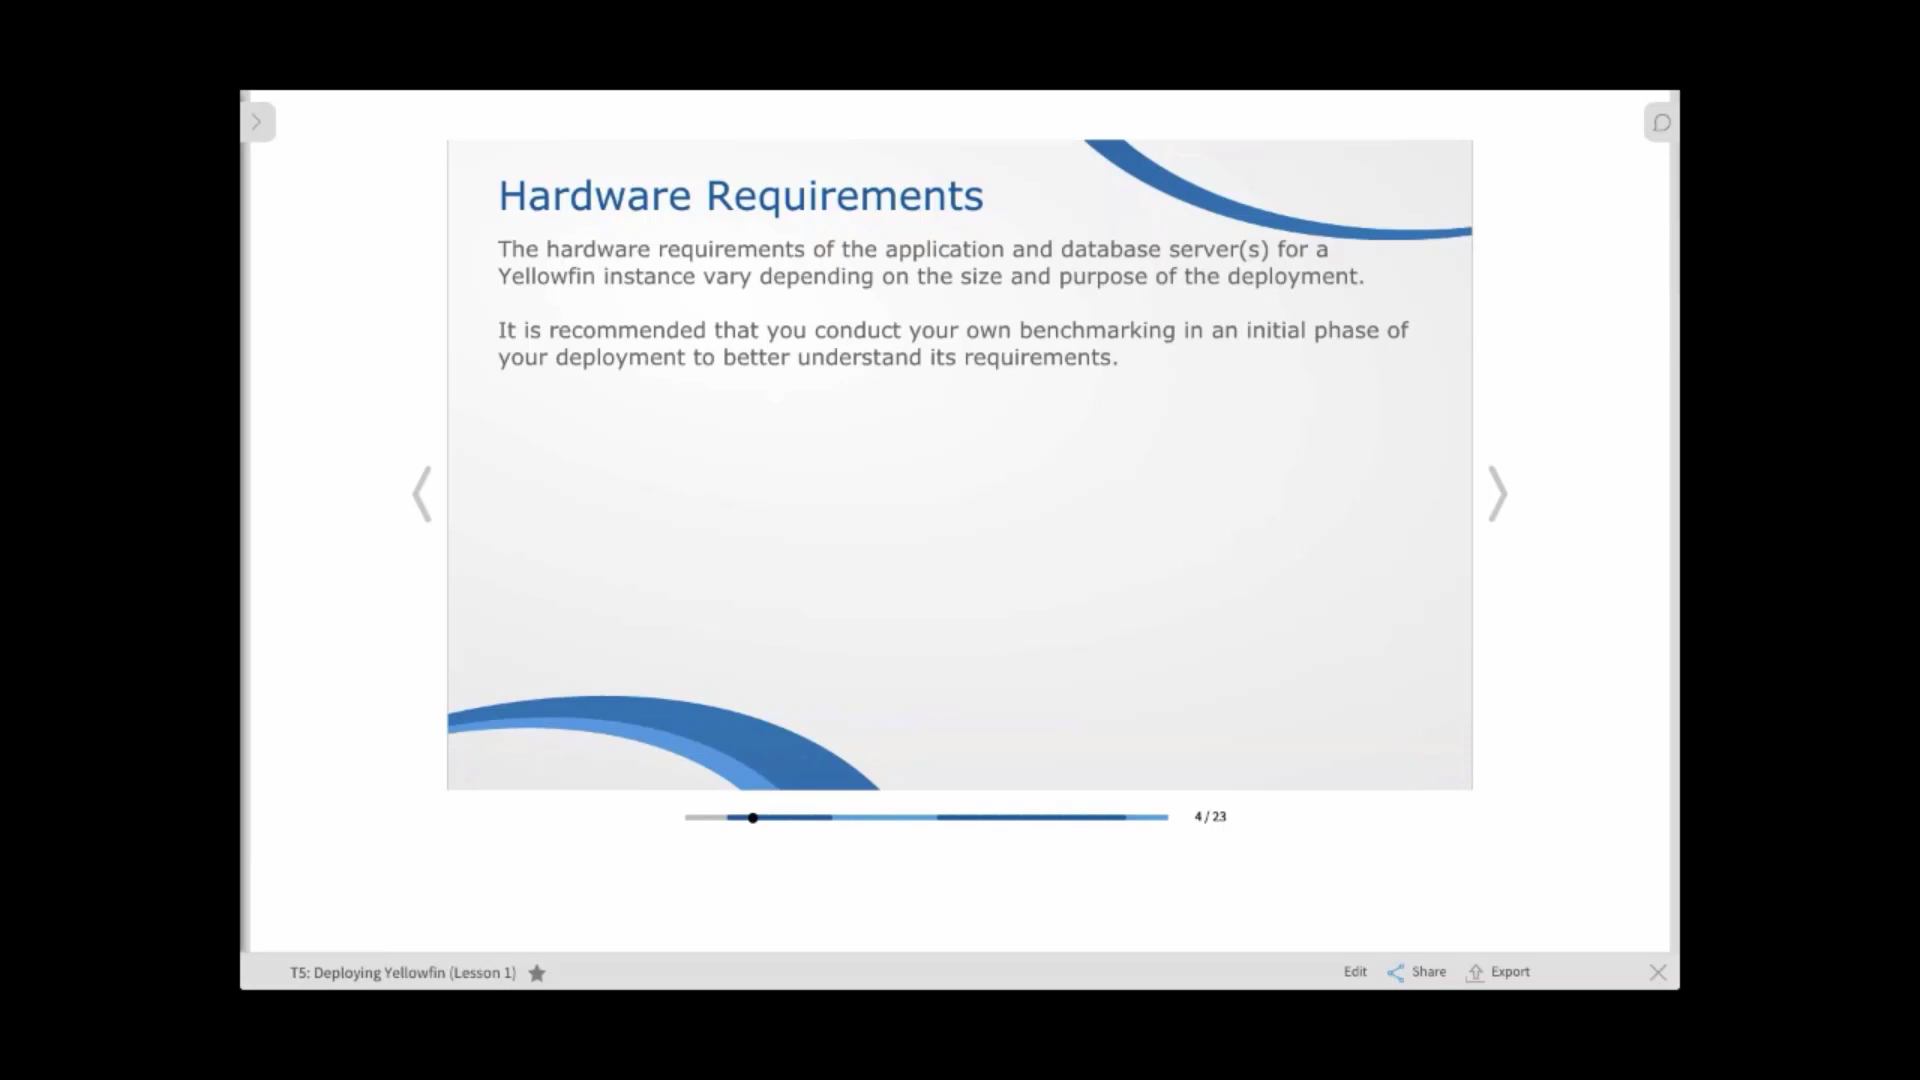 Hardware Requirements
The hardware requirements of the application and database server(s) for a
Yellowfin instance vary depending on the size and purpose of the deployment.
It is recommended that you conduct your own benchmarking in an initial phase of
your deployment to better understand its requirements.
4 / 23
T5: Deploying Yellowfin (Lesson 1)
Edit
Share
Export